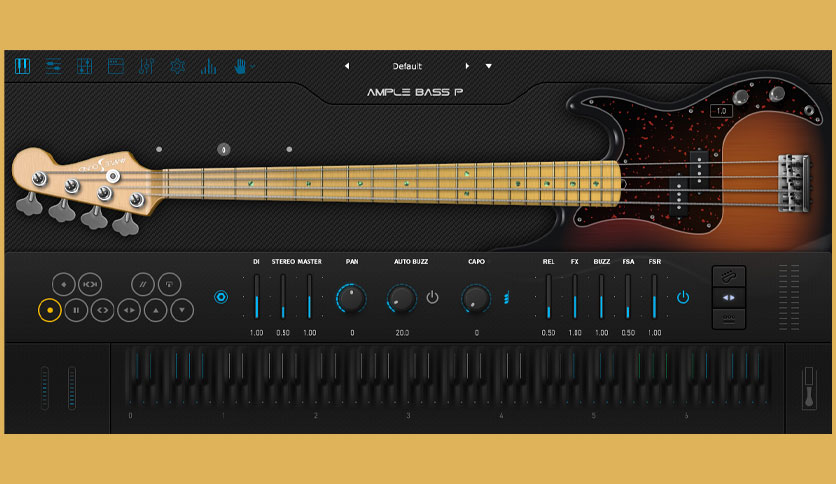 Default
AMPLE BASS P
-1.0
DI STEREO MASTER PAN AUTO BUZZ CAPO REL FX BUZZ FSA FSR
1.00 0.50 1.00 0 20.0 0 0.50 1.00 1.00 0.50 1.00
0 1 2 3 4 5 6